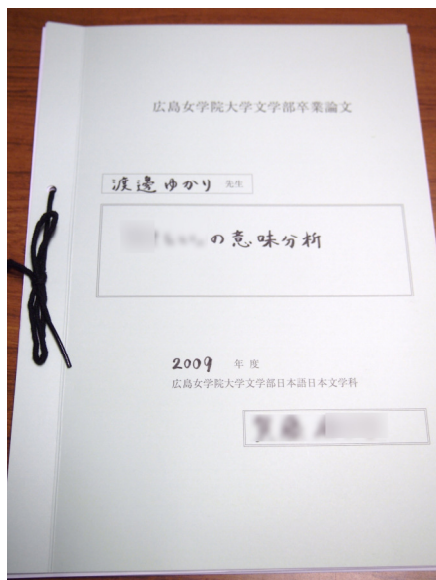 広島女学院大学文学部卒業論文
渡邊ゆかり 先生
の意味分析
2009 年度
広島女学院大学文学部日本語日本文学科